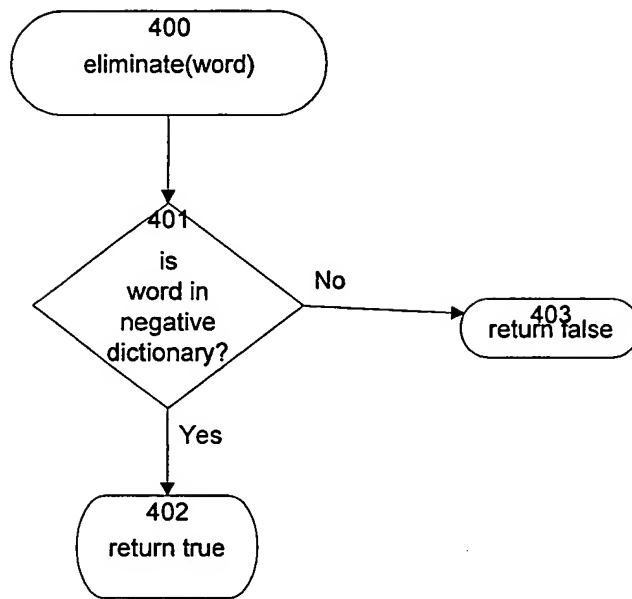 400
eliminate(word)
401
is
word in
negative
dictionary?
No
403
return false
Yes
402
return true